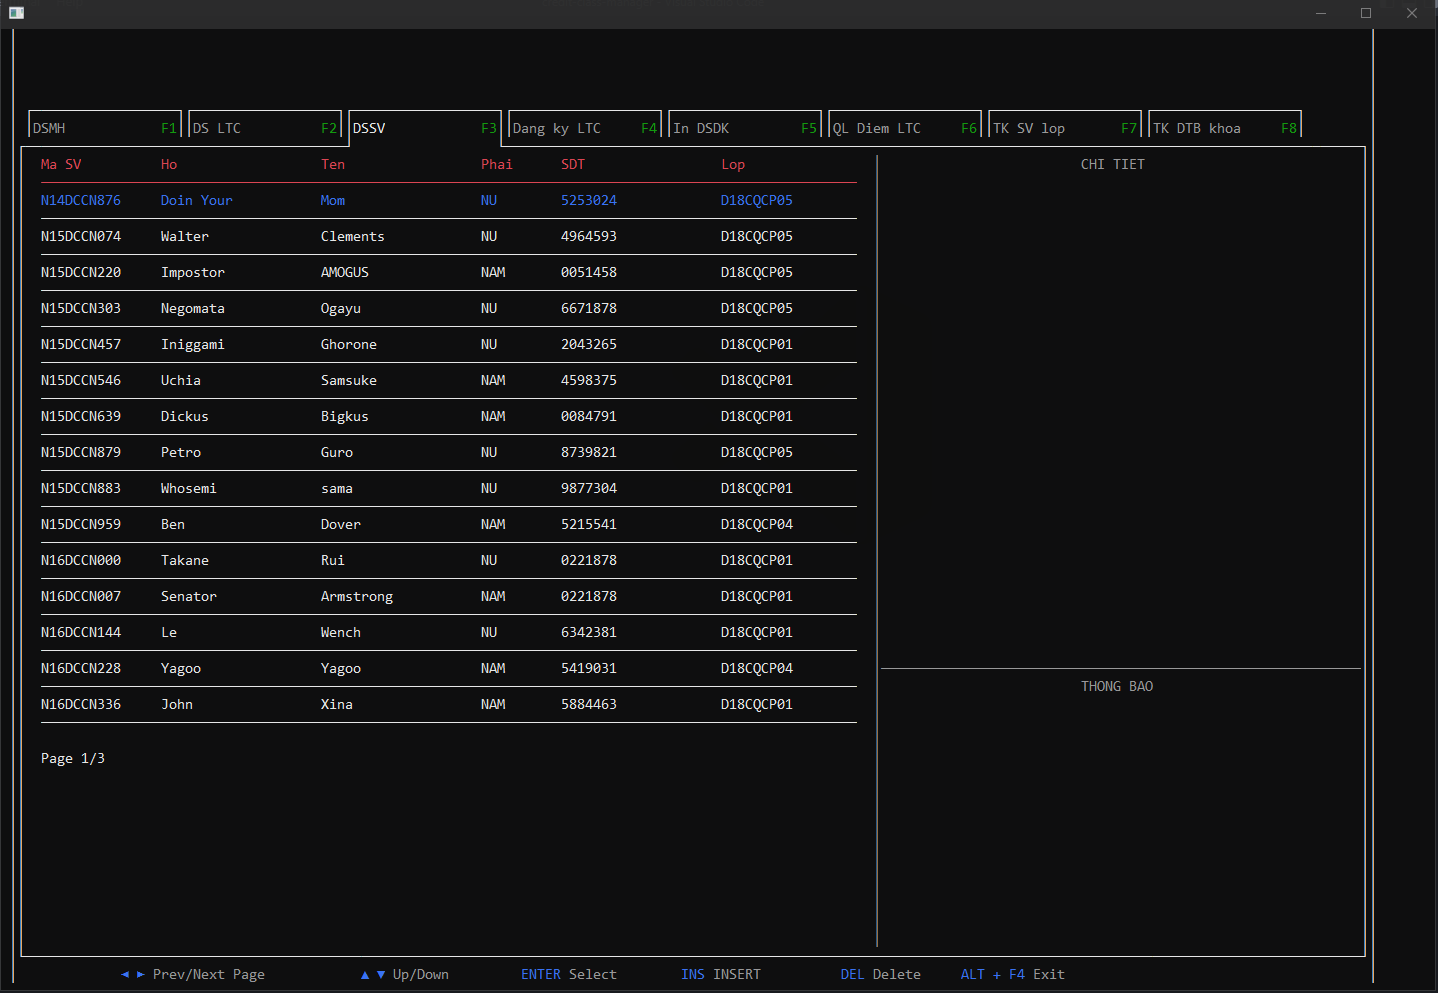 DSMH F1 DS LTC F2 DSSV F3 Dang ky LTC F4 In DSDK F5 QL Diem LTC F6 TK SV lop F7 TK DTB khoa F8
Ma SV Ho Ten Phai SDT Lop CHI TIET
N14DCCN876 Doin Your Mom NU 5253024 D18CQCP05
N15DCCN074 Walter Clements NU 4964593 D18CQCP05
N15DCCN220 Impostor AMOGUS NAM 0051458 D18CQCP05
N15DCCN303 Negomata Ogayu NU 6671878 D18CQCP05
N15DCCN457 Iniggami Ghorone NU 2043265 D18CQCP01
N15DCCN546 Uchia Samsuke NAM 4598375 D18CQCP01
N15DCCN639 Dickus Bigkus NAM 0084791 D18CQCP01
N15DCCN879 Petro Guro NU 8739821 D18CQCP05
N15DCCN883 Whosemi sama NU 9877304 D18CQCP01
N15DCCN959 Ben Dover NAM 5215541 D18CQCP04
N16DCCN000 Takane Rui NU 0221878 D18CQCP01
N16DCCN007 Senator Armstrong NAM 0221878 D18CQCP01
N16DCCN144 Le Wench NU 6342381 D18CQCP01
N16DCCN228 Yagoo Yagoo NAM 5419031 D18CQCP04
THONG BAO
N16DCCN336 John Xina NAM 5884463 D18CQCP01
Page 1/3
◄ ► Prev/Next Page ▲ ▼ Up/Down ENTER Select INS INSERT DEL Delete ALT + F4 Exit